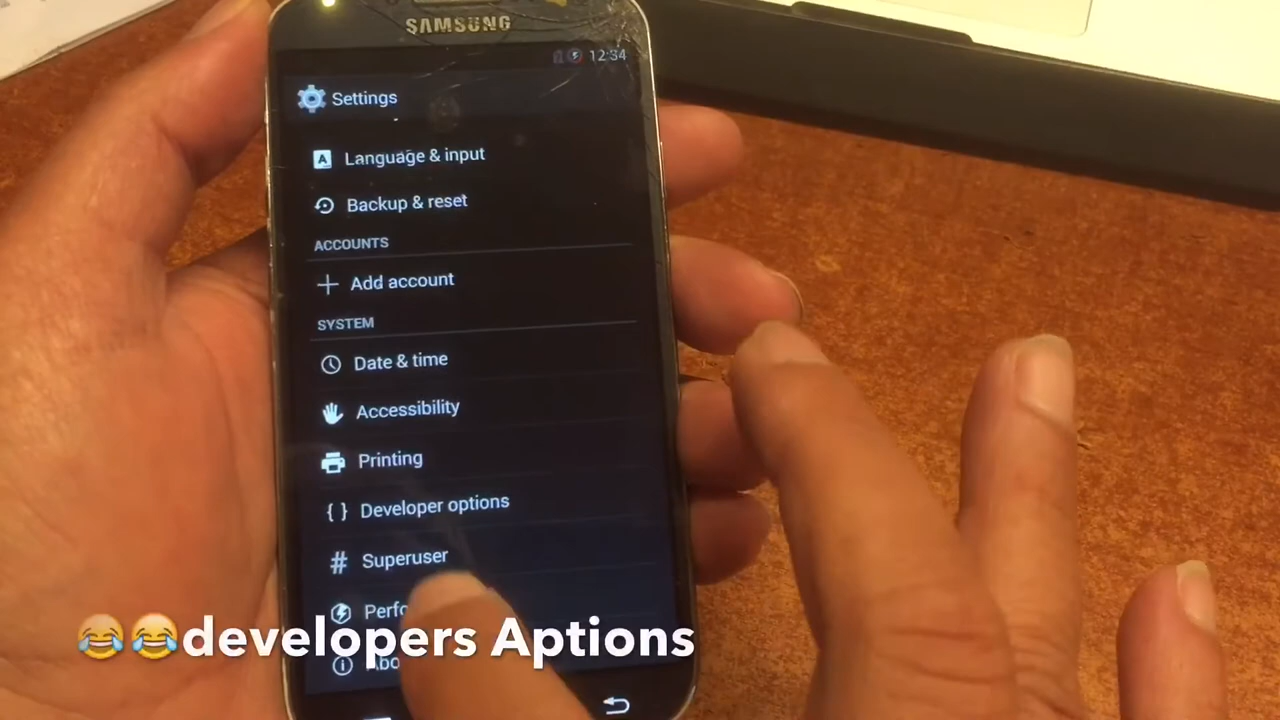 SAMSUNG
12:34
Settings
Language & input
Backup & reset
ACCOUNTS
Add account
SYSTEM
Date & time
Accessibility
Printing
{ } Developer options
# Superuser
Perfo
😂😂developers Aptions